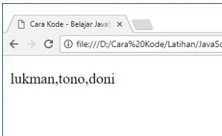 Cara Kode - Belajar Java
file:///D:/Cara%20Kode/Latihan/JavaSc
lukman,tono,doni